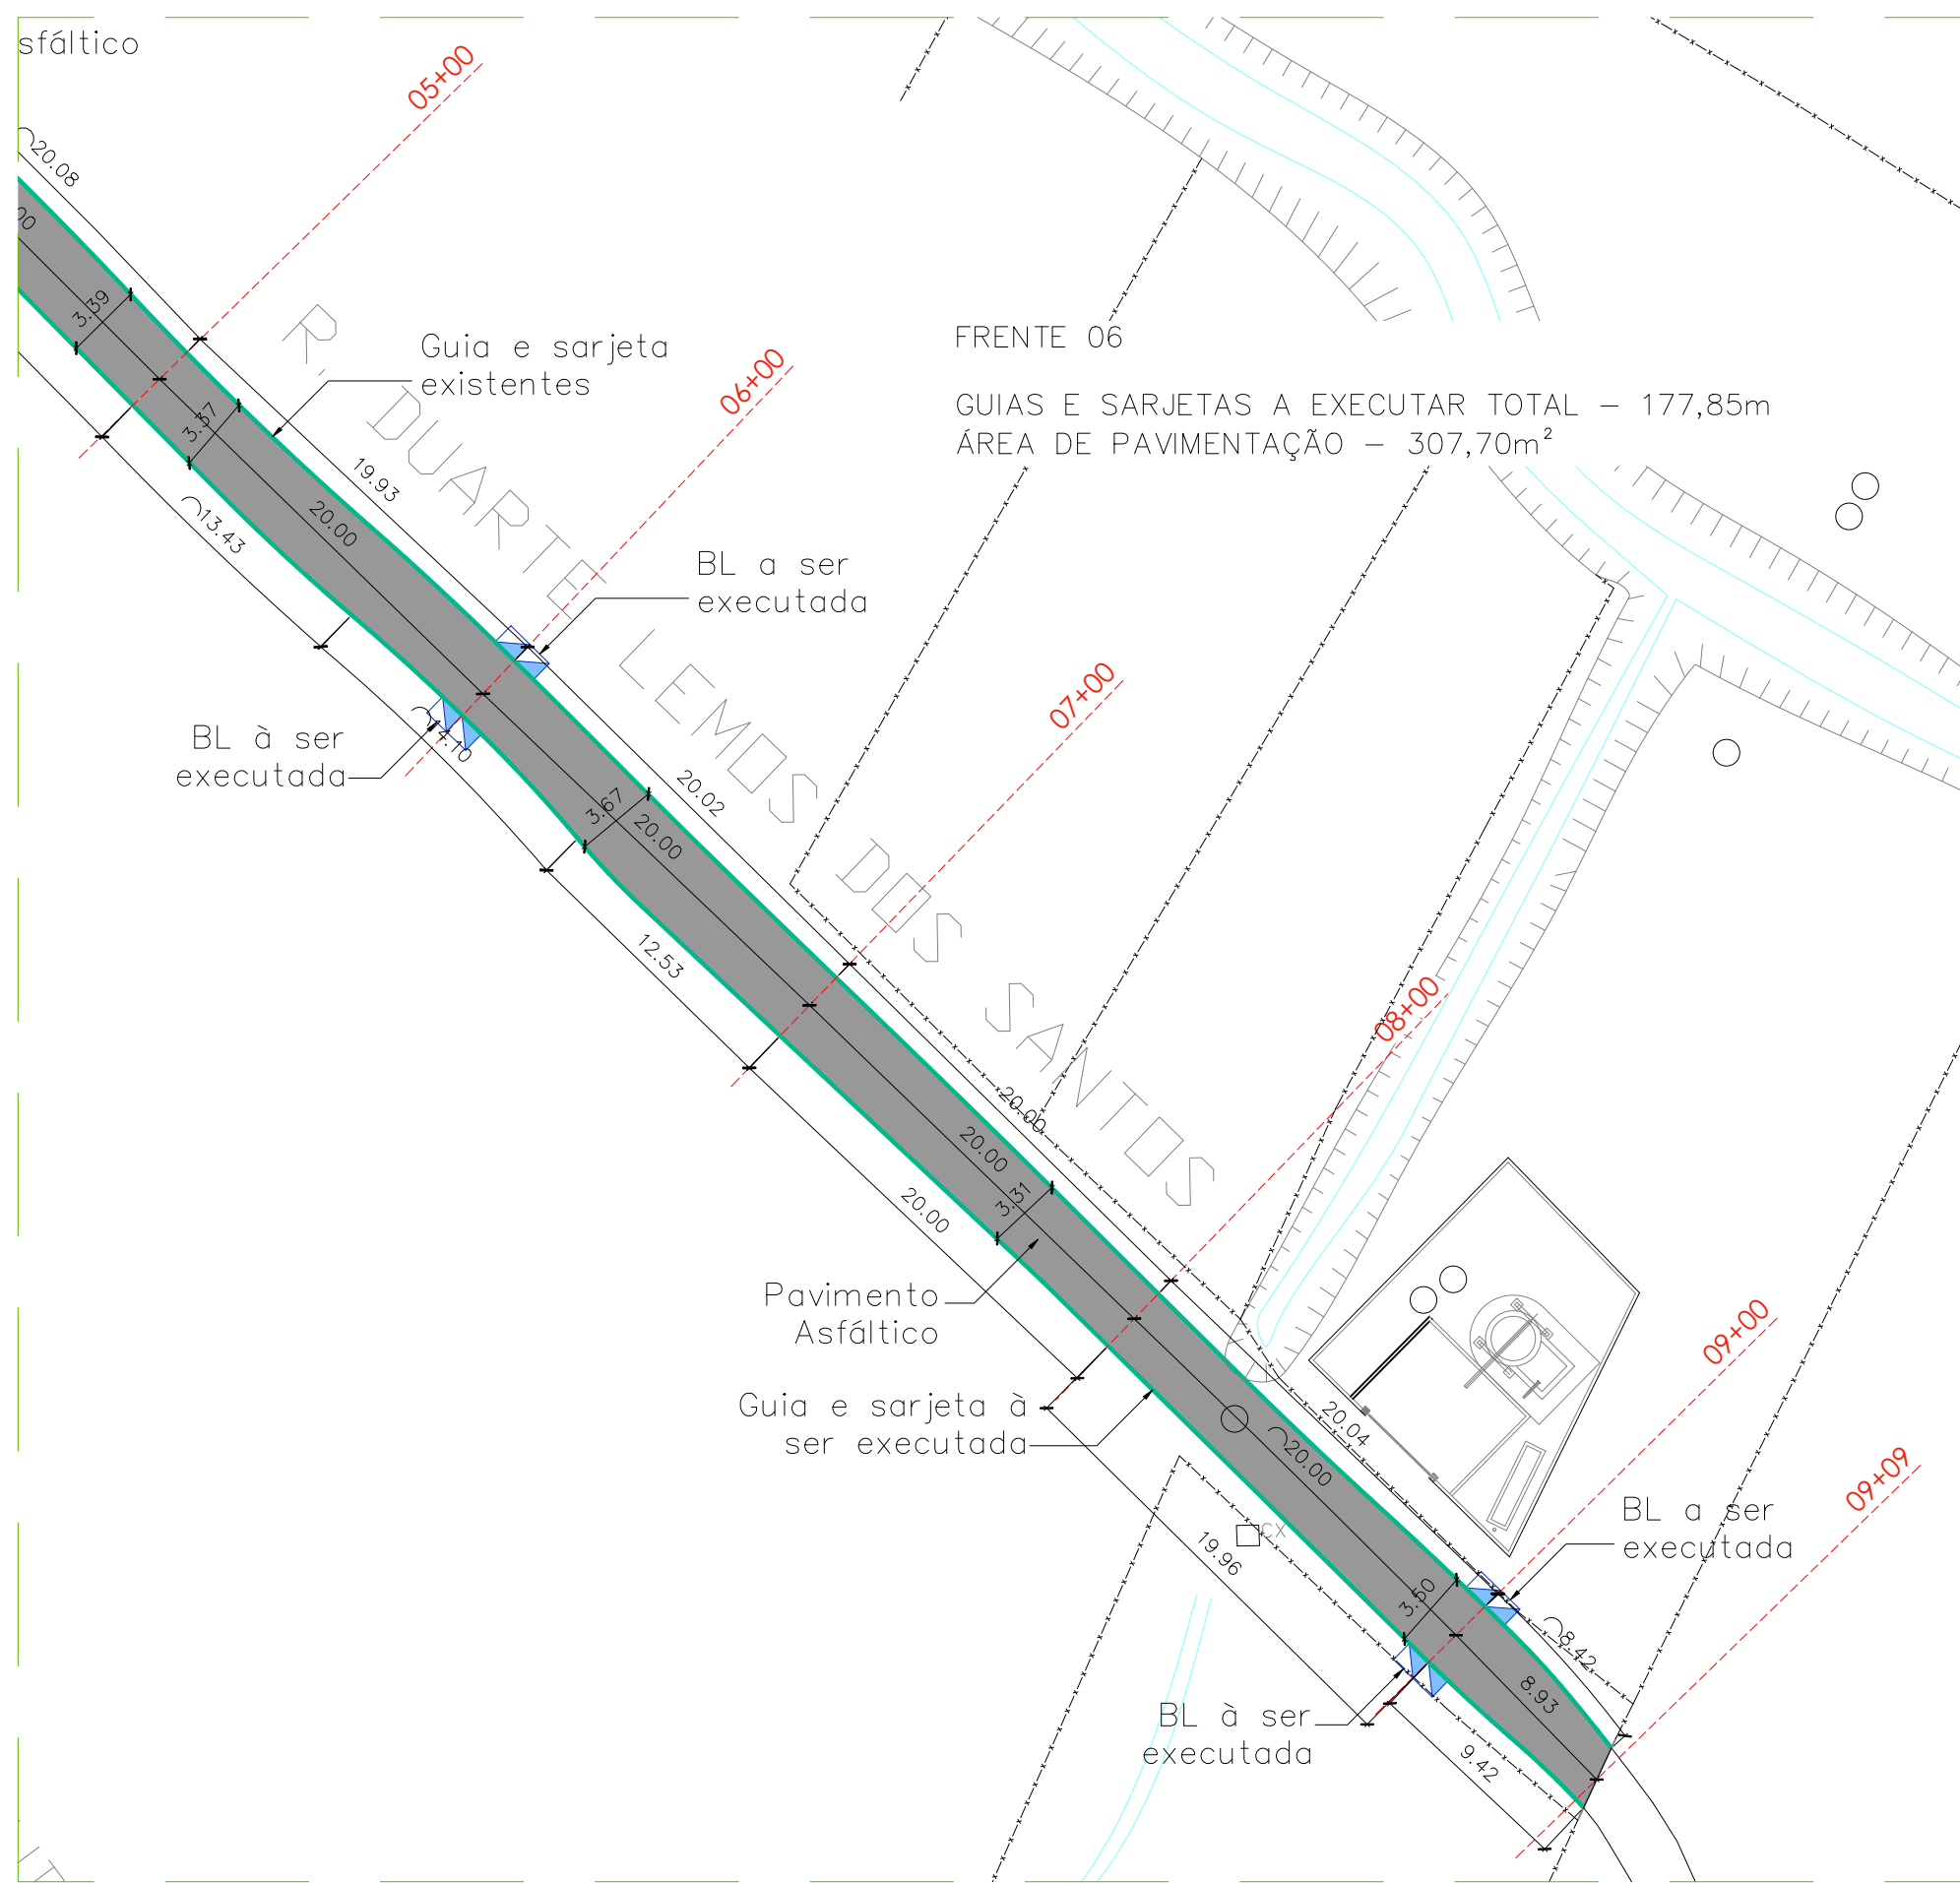 sfáltico
05+00
20.08
00
3.39
R. DUARTE LEMOS DOS SANTOS
Guia e sarjeta
existentes
06+00
FRENTE 06
GUIAS E SARJETAS A EXECUTAR TOTAL – 177,85m
ÁREA DE PAVIMENTAÇÃO – 307,70m²
3.37
19.93
20.00
13.43
BL a ser
executada
07+00
BL à ser
executada
4.10
3.67
20.00
20.02
12.53
08+00
20.00
20.00
3.31
20.00
Pavimento
Asfáltico
09+00
Guia e sarjeta à
ser executada
20.04
20.00
09+09
19.96
CX
BL a ser
executada
3.50
8.42
8.93
BL à ser
executada
9.42